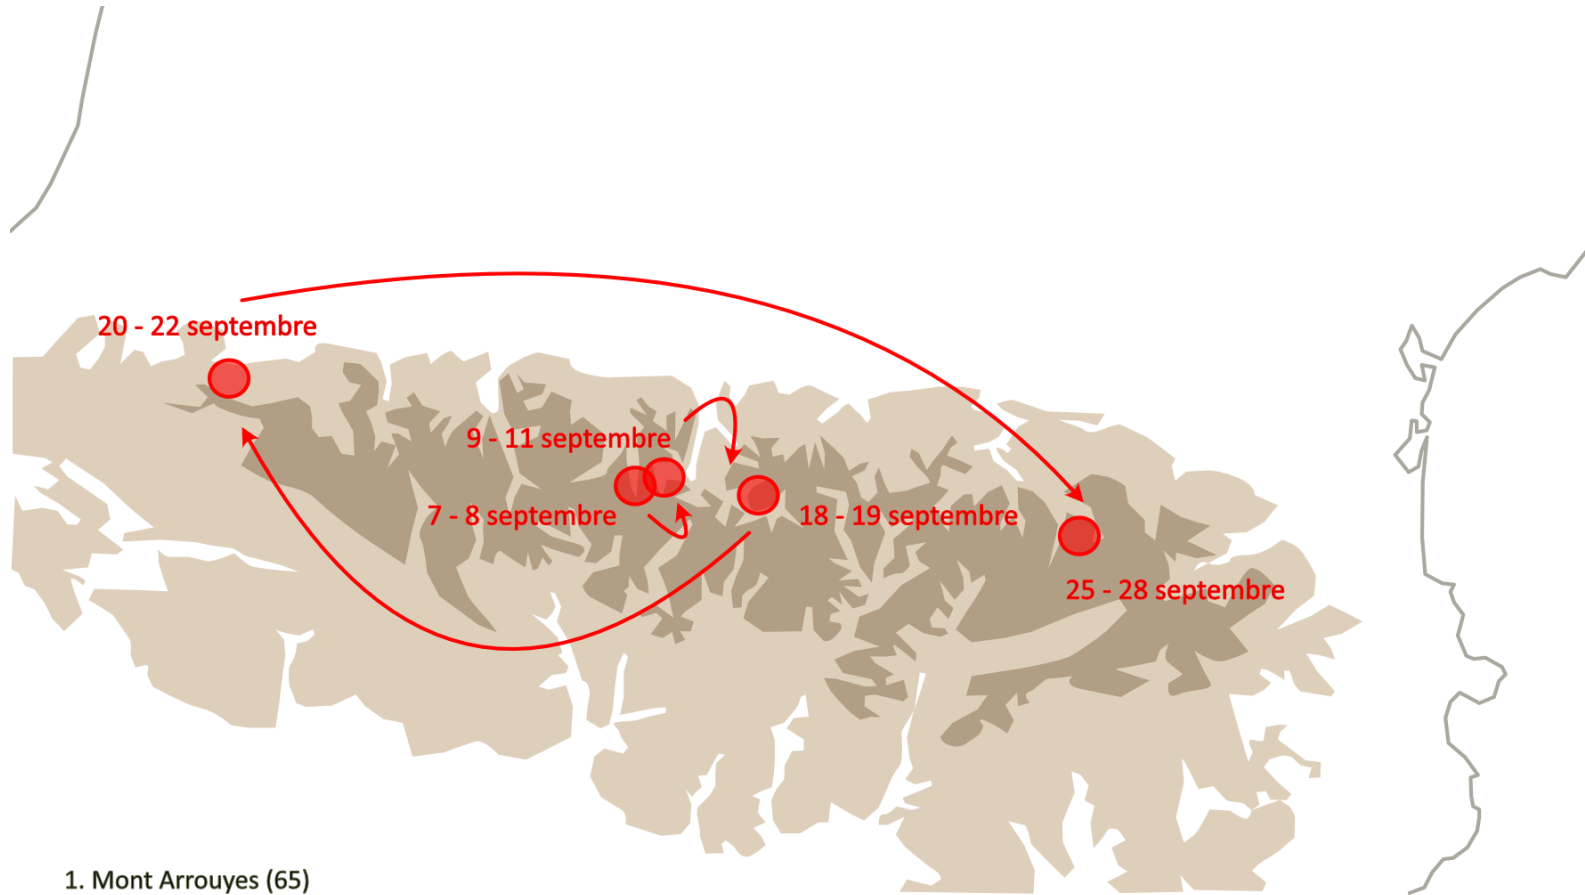 20 - 22 septembre
9 - 11 septembre
7 - 8 septembre
18 - 19 septembre
25 - 28 septembre
1. Mont Arrouyes (65)